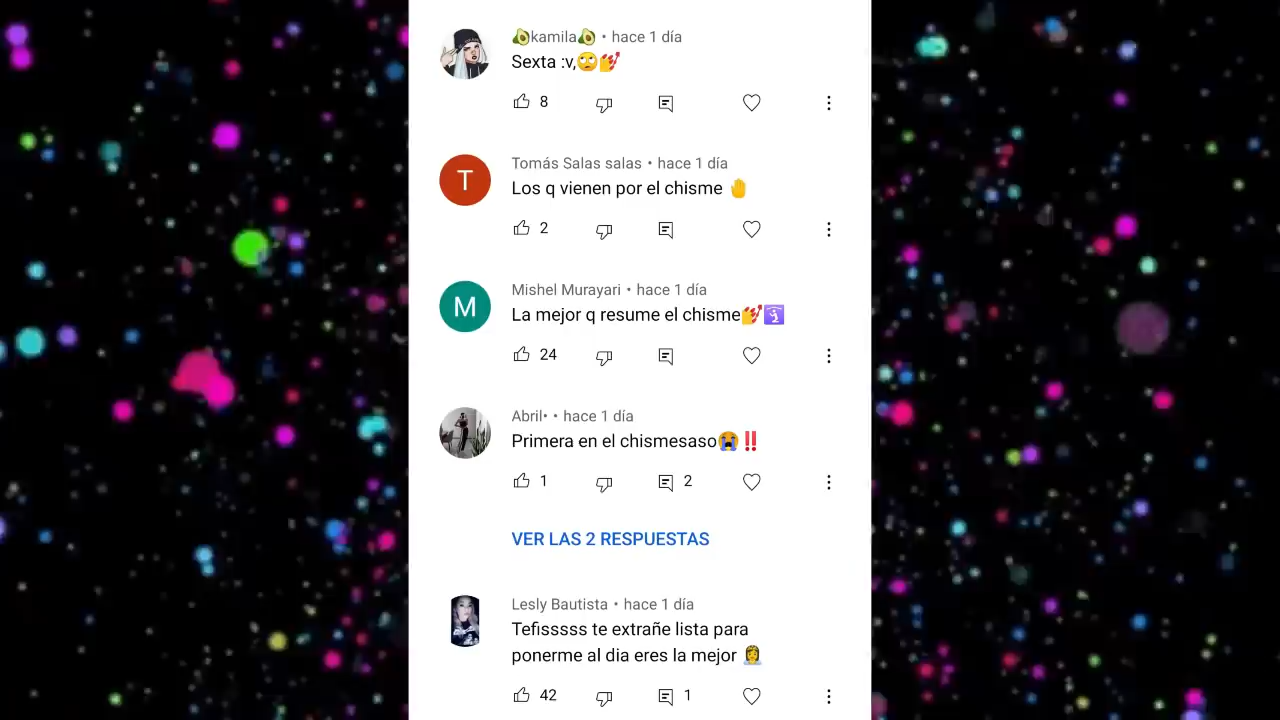 🥑kamila🥑 • hace 1 día
Sexta :v,🙄💅
8
T
Tomás Salas salas • hace 1 día
Los q vienen por el chisme 🤚
2
M
Mishel Murayari • hace 1 día
La mejor q resume el chisme💅🛐
24
Abril• • hace 1 día
Primera en el chismesaso😭‼️
1 2
VER LAS 2 RESPUESTAS
Lesly Bautista • hace 1 día
Tefisssss te extrañe lista para
ponerme al dia eres la mejor 👸
42 1